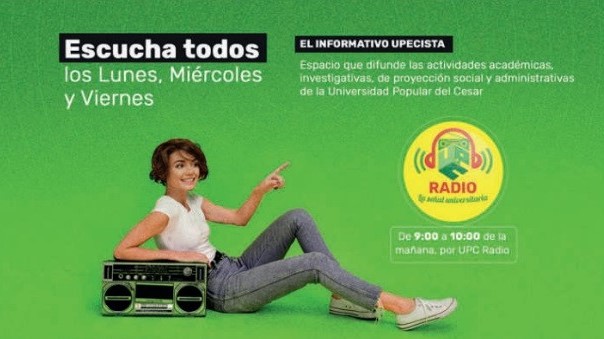 Escucha todos
los Lunes, Miércoles
y Viernes
EL INFORMATIVO UPECISTA
Espacio que difunde las actividades académicas,
investigativas, de proyección social y administrativas
de la Universidad Popular del Cesar
UPC
RADIO
La señal universitaria
De 9:00 a 10:00 de la
mañana, por UPC Radio